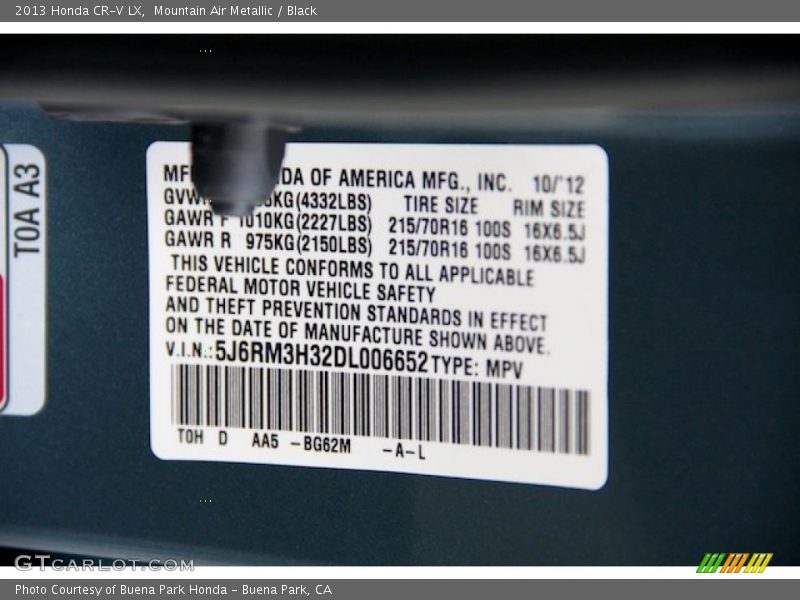 2013 Honda CR-V LX, Mountain Air Metallic / Black
T0A A3
OF AMERICA MFG., INC. 10/'12
(4332LBS) TIRE SIZE RIM SIZE
GAWR F 1010KG(2227LBS) 215/70R16 100S 16X6.5J
GAWR R 975KG(2150LBS) 215/70R16 100S 16X6.5J
THIS VEHICLE CONFORMS TO ALL APPLICABLE
FEDERAL MOTOR VEHICLE SAFETY
AND THEFT PREVENTION STANDARDS IN EFFECT
ON THE DATE OF MANUFACTURE SHOWN ABOVE.
V.I.N.:5J6RM3H32DL006652 TYPE: MPV
T0H D AA5 -BG62M -A-L
GTCARLOT.COM
Photo Courtesy of Buena Park Honda - Buena Park, CA